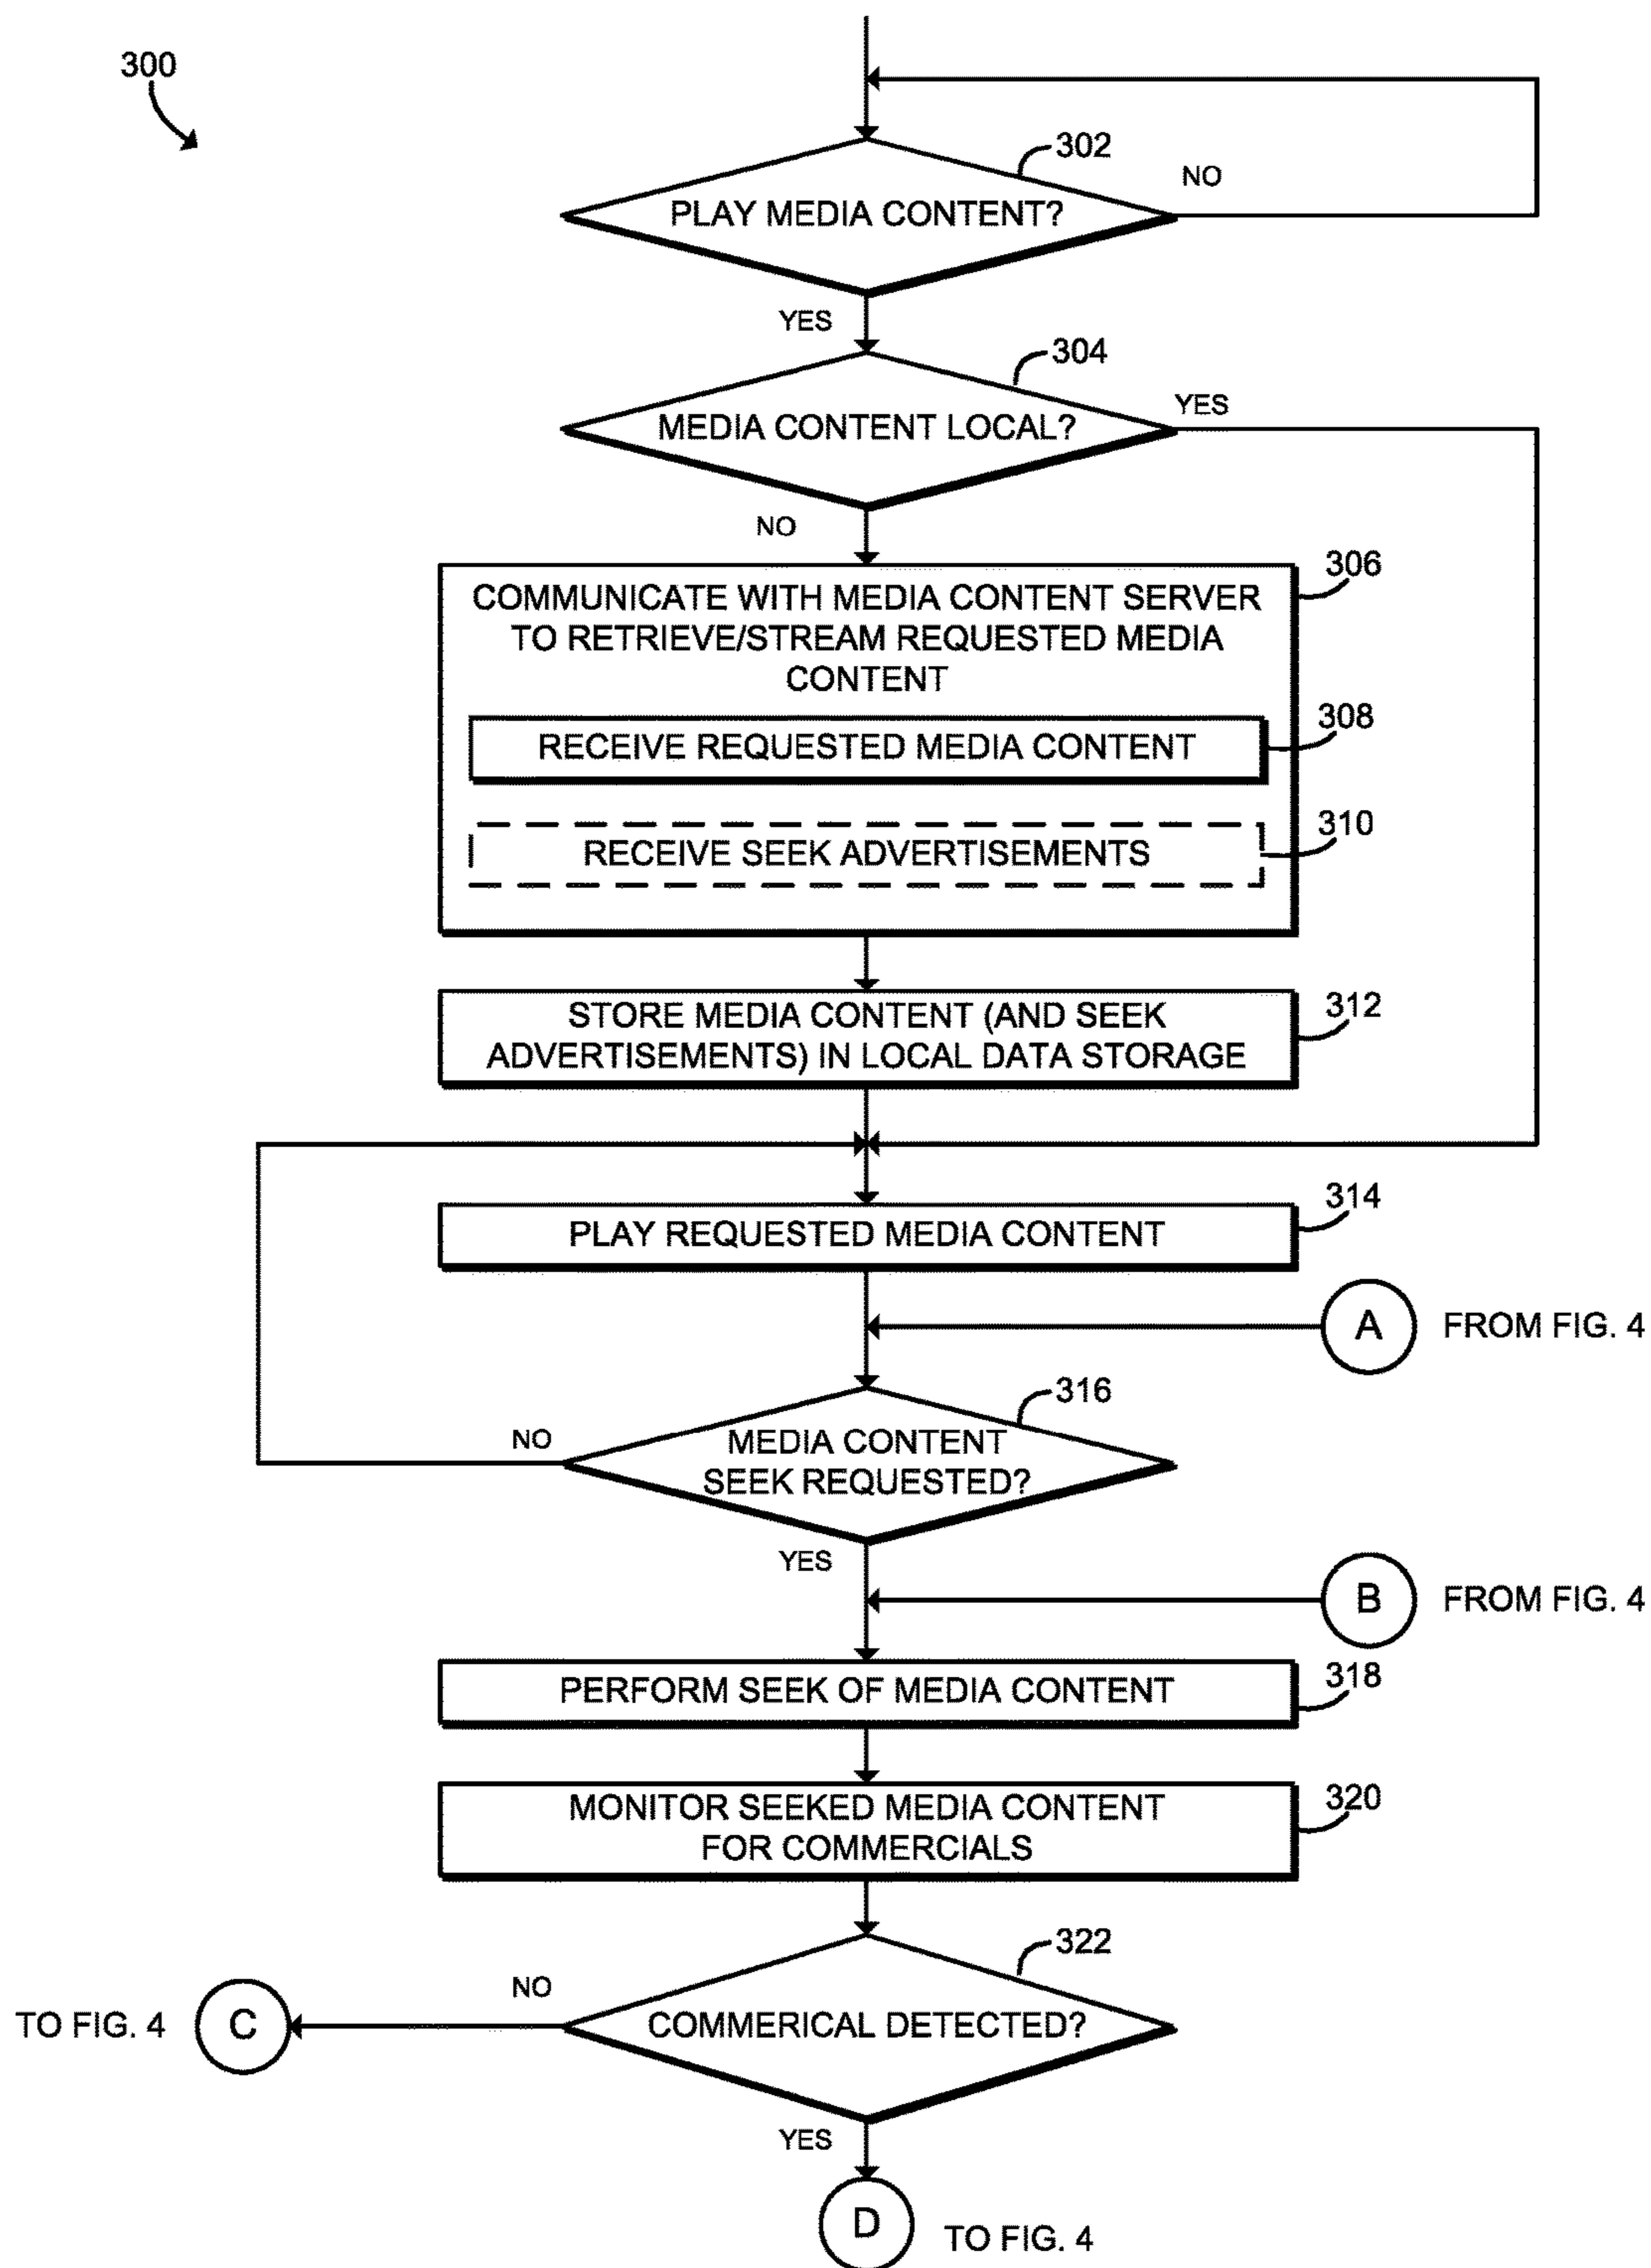 300
302
PLAY MEDIA CONTENT?
NO
YES
304
MEDIA CONTENT LOCAL?
YES
NO
306
COMMUNICATE WITH MEDIA CONTENT SERVER
TO RETRIEVE/STREAM REQUESTED MEDIA
CONTENT
308
RECEIVE REQUESTED MEDIA CONTENT
310
RECEIVE SEEK ADVERTISEMENTS
312
STORE MEDIA CONTENT (AND SEEK
ADVERTISEMENTS) IN LOCAL DATA STORAGE
314
PLAY REQUESTED MEDIA CONTENT
A FROM FIG. 4
316
NO
MEDIA CONTENT
SEEK REQUESTED?
YES
B FROM FIG. 4
318
PERFORM SEEK OF MEDIA CONTENT
320
MONITOR SEEKED MEDIA CONTENT
FOR COMMERCIALS
322
NO
TO FIG. 4 C
COMMERICAL DETECTED?
YES
D TO FIG. 4